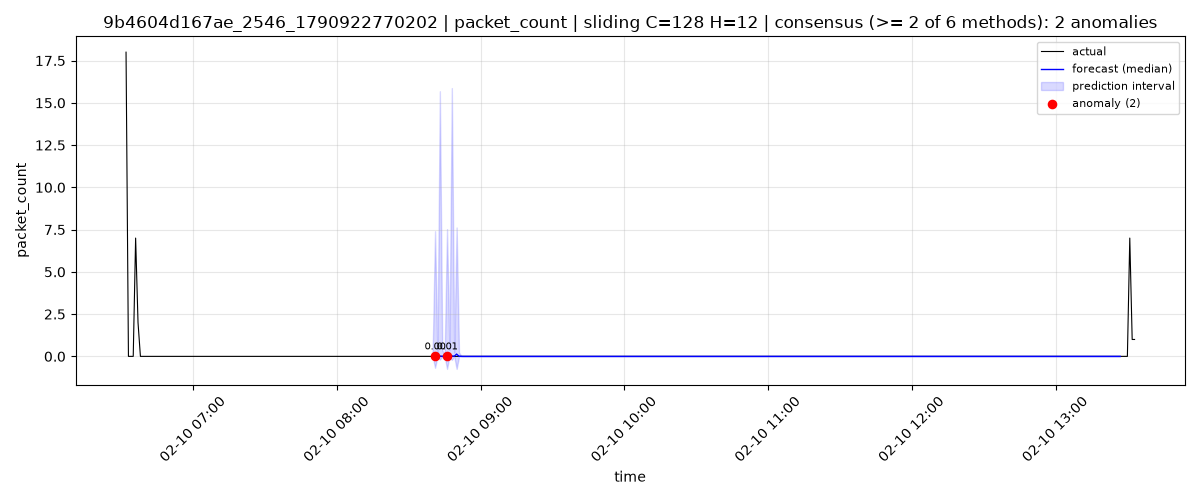 9b4604d167ae_2546_1790922770202 | packet_count | sliding C=128 H=12 | consensus (>= 2 of 6 methods): 2 anomalies
packet_count
17.5
15.0
12.5
10.0
7.5
5.0
2.5
0.0
actual
forecast (median)
prediction interval
anomaly (2)
02-10 07:00
02-10 08:00
02-10 09:00
02-10 10:00
02-10 11:00
02-10 12:00
02-10 13:00
time